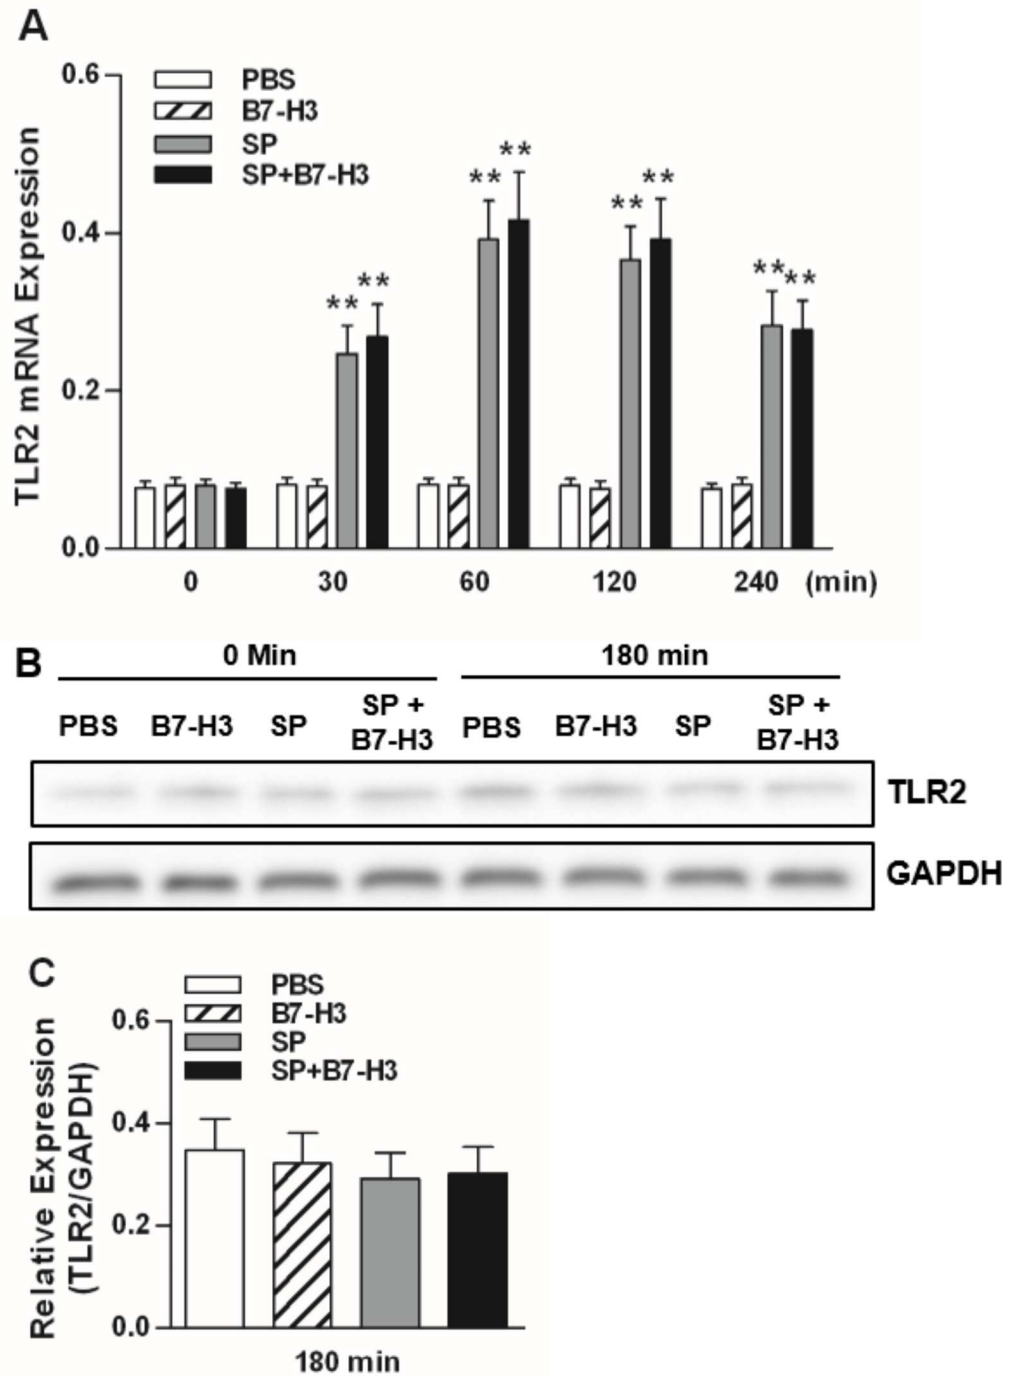 A
0.6
PBS
B7-H3
SP
SP+B7-H3
TLR2 mRNA Expression
0.4
0.2
0.0
** ** ** ** ** ** ** **
0 30 60 120 240 (min)
B
0 Min 180 min
PBS B7-H3 SP SP + B7-H3 PBS B7-H3 SP SP + B7-H3
TLR2
GAPDH
C
PBS
B7-H3
SP
SP+B7-H3
Relative Expression
(TLR2/GAPDH)
0.6
0.4
0.2
0.0
180 min